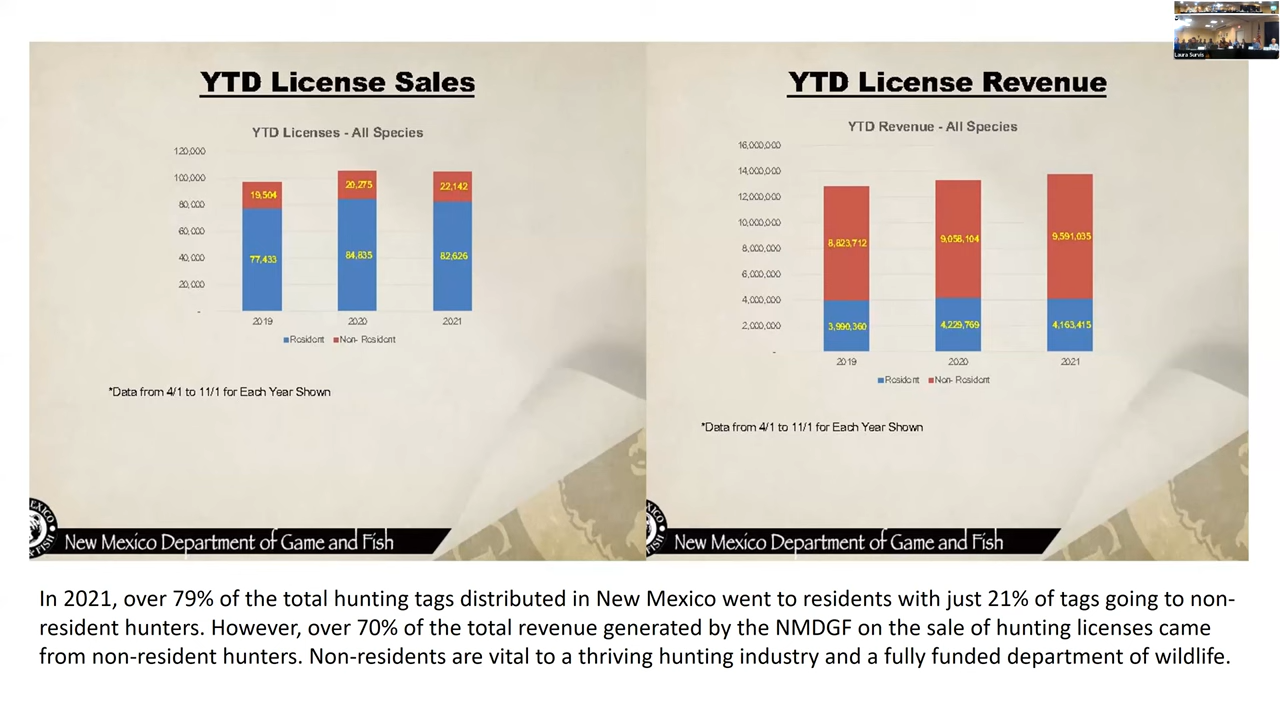 Laura Survis
YTD License Sales
YTD Licenses - All Species
120,000
100,000
80,000
60,000
40,000
20,000
-
19,504
20,275
22,142
77,433
84,835
82,626
2019
2020
2021
Resident
Non- Resident
*Data from 4/1 to 11/1 for Each Year Shown
MEXICO
FISH
New Mexico Department of Game and Fish
YTD License Revenue
YTD Revenue - All Species
16,000,000
14,000,000
12,000,000
10,000,000
8,000,000
6,000,000
4,000,000
2,000,000
-
8,823,712
9,058,104
9,591,035
3,990,360
4,229,769
4,163,415
2019
2020
2021
Resident
Non- Resident
*Data from 4/1 to 11/1 for Each Year Shown
New Mexico Department of Game and Fish
In 2021, over 79% of the total hunting tags distributed in New Mexico went to residents with just 21% of tags going to non-
resident hunters. However, over 70% of the total revenue generated by the NMDGF on the sale of hunting licenses came
from non-resident hunters. Non-residents are vital to a thriving hunting industry and a fully funded department of wildlife.